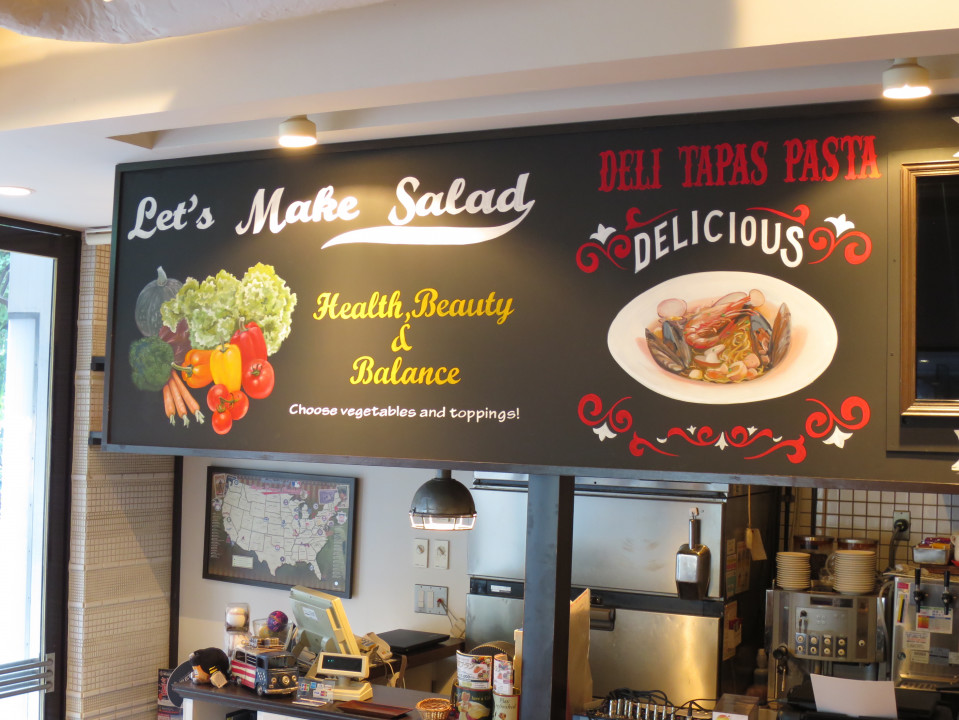 Let's Make Salad
Health, Beauty
&
Balance
Choose vegetables and toppings!
DELI TAPAS PASTA
DELICIOUS